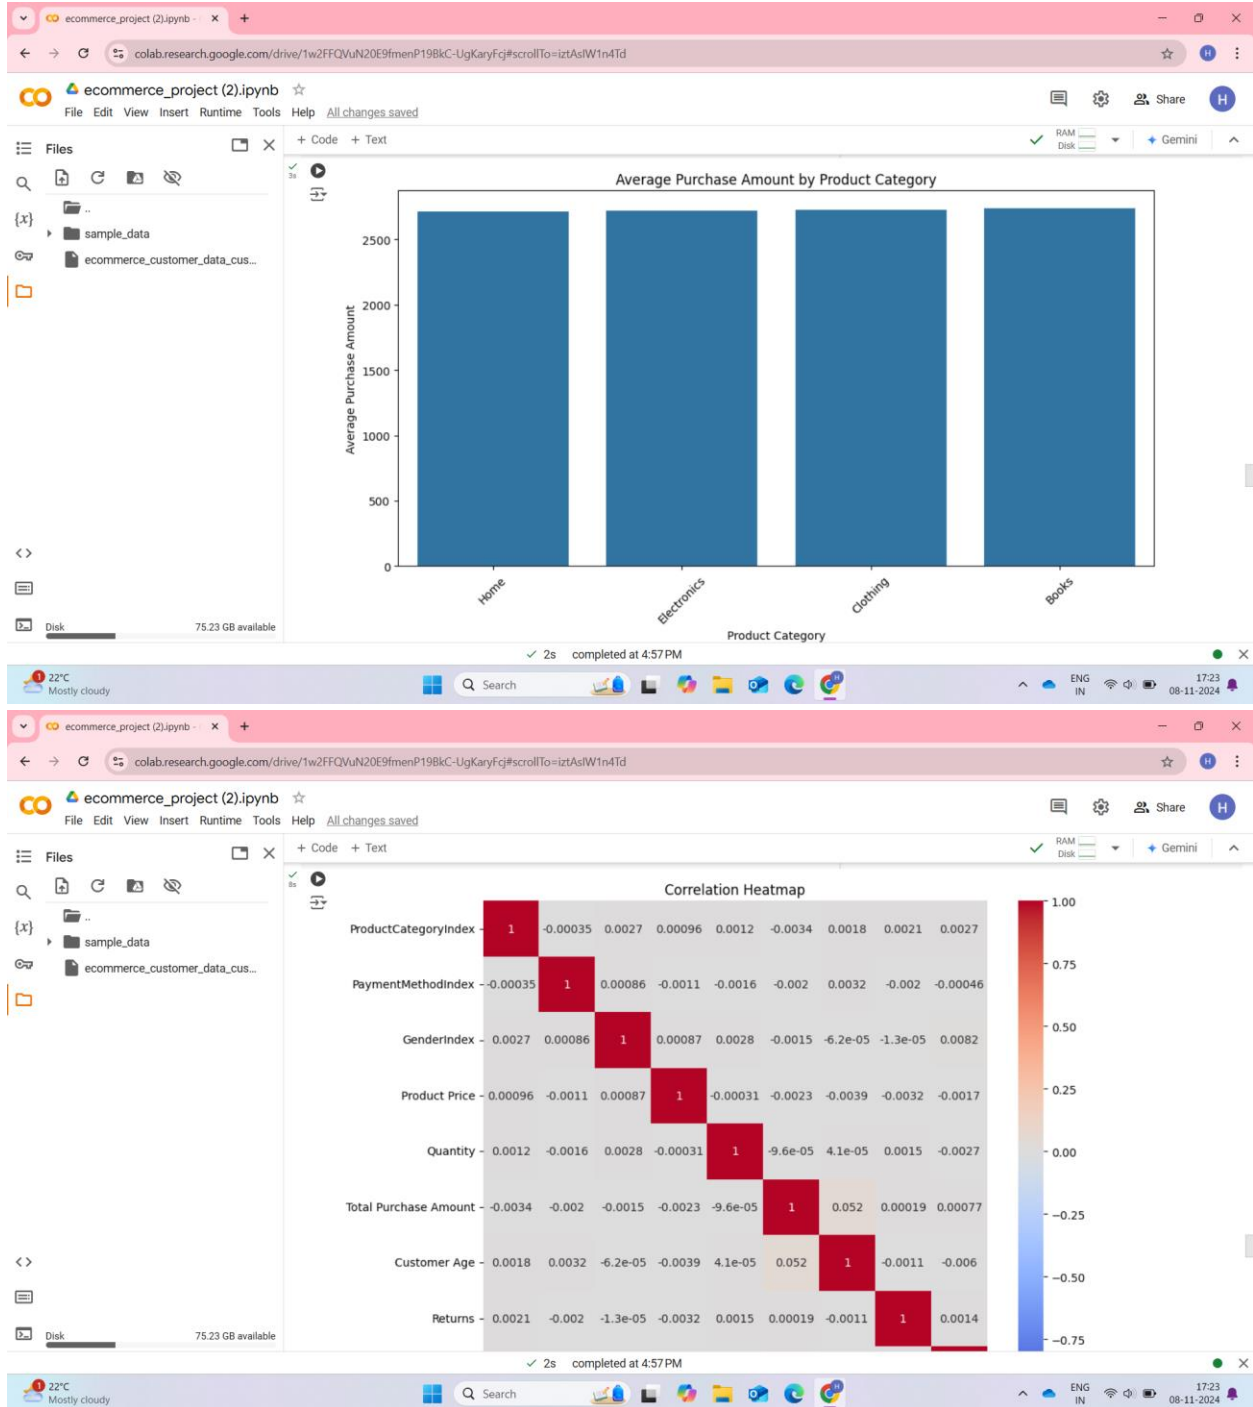 ecommerce_project (2).ipynb -
colab.research.google.com/drive/1w2FFQVuN20E9fmenP19BkC-UgKaryFcj#scrollTo=iztAsIW1n4Td
H
CO ecommerce_project (2).ipynb
File Edit View Insert Runtime Tools Help All changes saved
Share
H
Files
+ Code + Text
RAM
Disk
Gemini
{x}
..
sample_data
ecommerce_customer_data_cus...
3s
Average Purchase Amount by Product Category
Average Purchase Amount
2500
2000
1500
1000
500
0
Home
Electronics
Clothing
Books
Product Category
Disk 75.23 GB available
2s completed at 4:57 PM
1
22°C
Mostly cloudy
Search
ENG
IN
17:23
08-11-2024
ecommerce_project (2).ipynb -
colab.research.google.com/drive/1w2FFQVuN20E9fmenP19BkC-UgKaryFcj#scrollTo=iztAsIW1n4Td
H
CO ecommerce_project (2).ipynb
File Edit View Insert Runtime Tools Help All changes saved
Share
H
Files
+ Code + Text
RAM
Disk
Gemini
{x}
..
sample_data
ecommerce_customer_data_cus...
8s
Correlation Heatmap
ProductCategoryIndex 1 -0.00035 0.0027 0.00096 0.0012 -0.0034 0.0018 0.0021 0.0027
PaymentMethodIndex -0.00035 1 0.00086 -0.0011 -0.0016 -0.002 0.0032 -0.002 -0.00046
GenderIndex 0.0027 0.00086 1 0.00087 0.0028 -0.0015 -6.2e-05 -1.3e-05 0.0082
Product Price 0.00096 -0.0011 0.00087 1 -0.00031 -0.0023 -0.0039 -0.0032 -0.0017
Quantity 0.0012 -0.0016 0.0028 -0.00031 1 -9.6e-05 4.1e-05 0.0015 -0.0027
Total Purchase Amount -0.0034 -0.002 -0.0015 -0.0023 -9.6e-05 1 0.052 0.00019 0.00077
Customer Age 0.0018 0.0032 -6.2e-05 -0.0039 4.1e-05 0.052 1 -0.0011 -0.006
Returns 0.0021 -0.002 -1.3e-05 -0.0032 0.0015 0.00019 -0.0011 1 0.0014
1.00
0.75
0.50
0.25
0.00
−0.25
−0.50
−0.75
Disk 75.23 GB available
2s completed at 4:57 PM
1
22°C
Mostly cloudy
Search
ENG
IN
17:23
08-11-2024